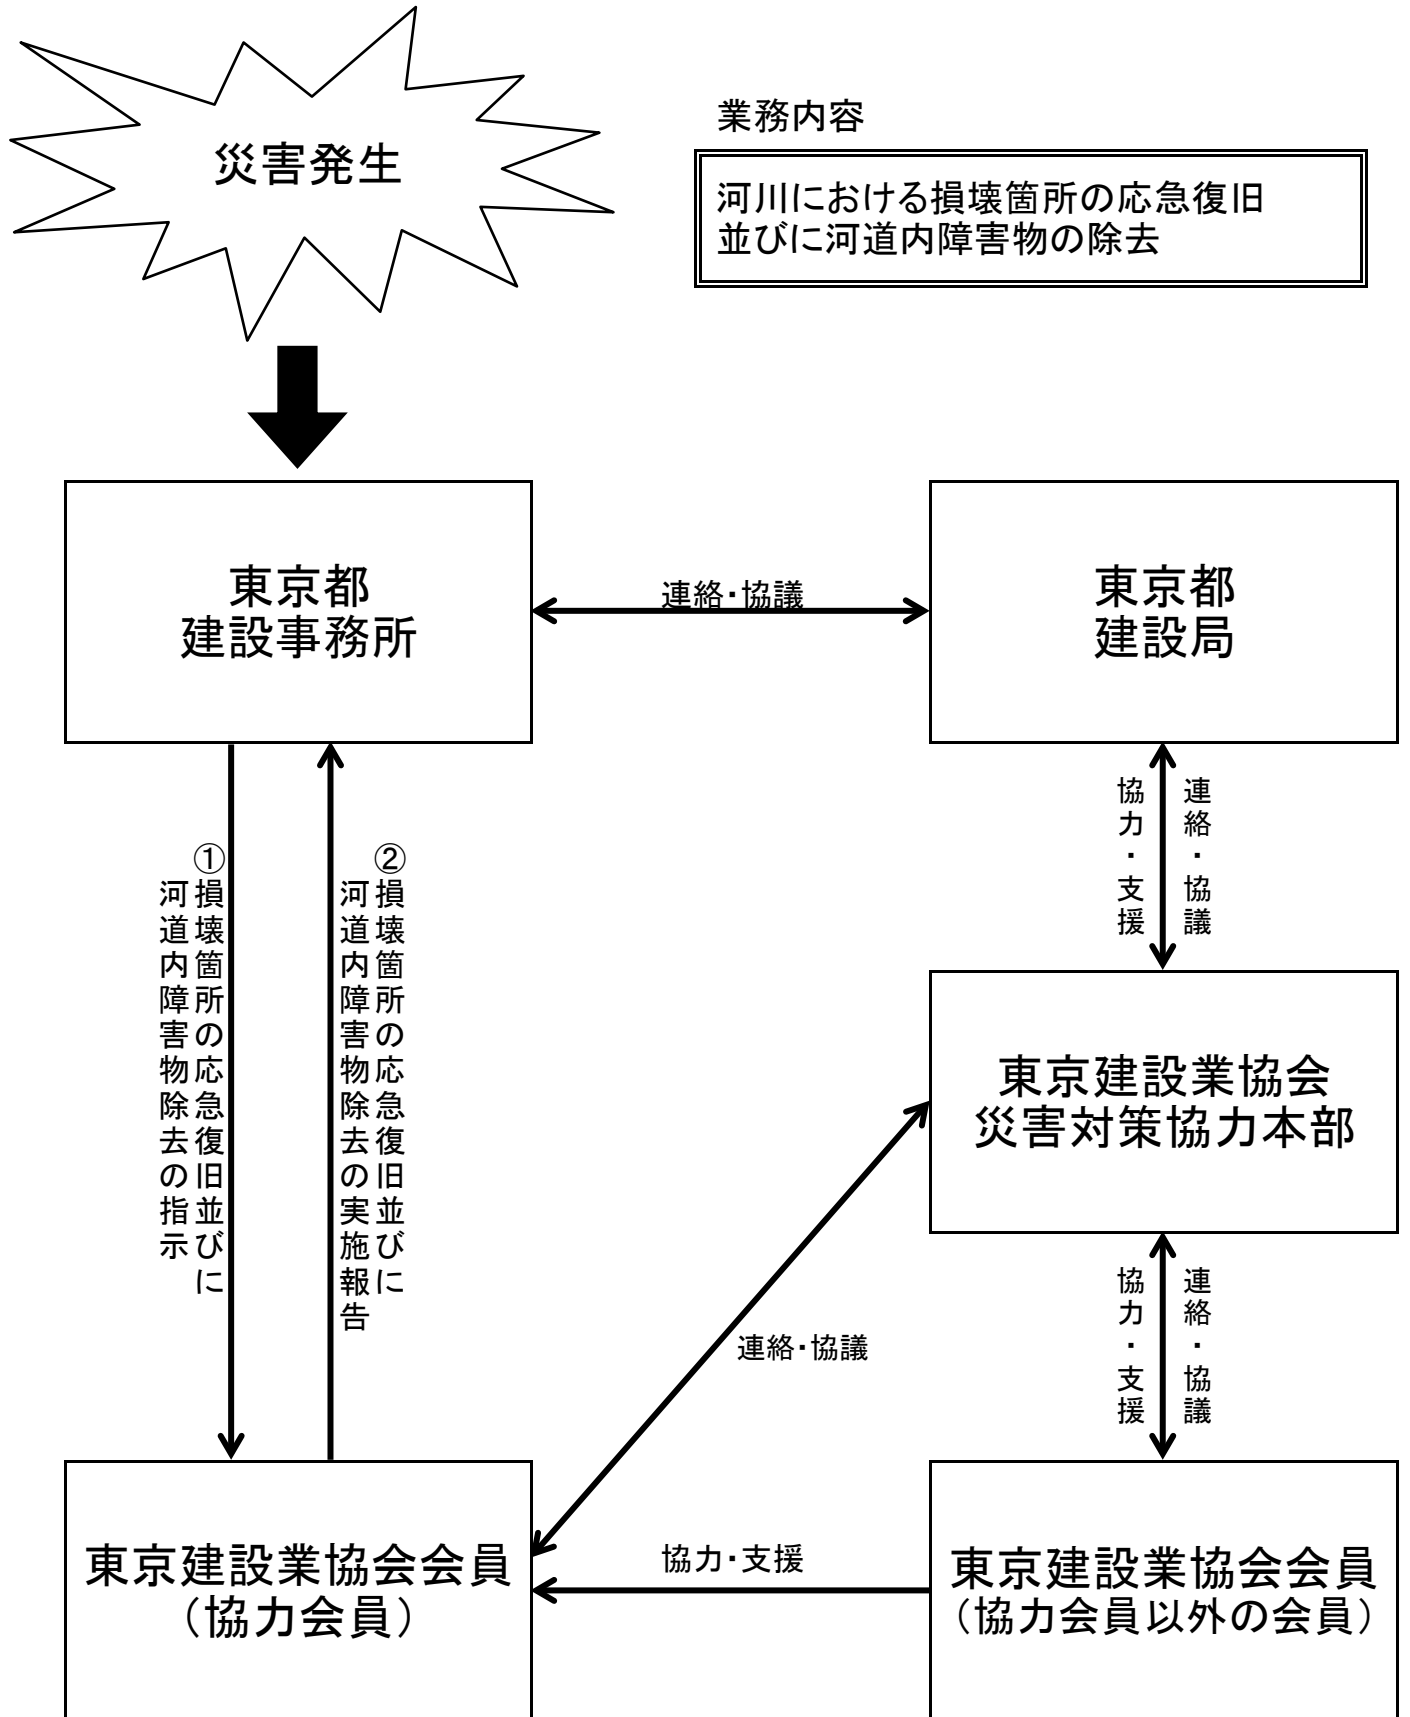 災害発生
業務内容
河川における損壊箇所の応急復旧
並びに河道内障害物の除去
東京都
建設事務所
連絡・協議
東京都
建設局
①損壊箇所の応急復旧並びに
河道内障害物除去の指示
②損壊箇所の応急復旧並びに
河道内障害物除去の実施報告
連絡・協議
協力・支援
東京建設業協会
災害対策協力本部
連絡・協議
連絡・協議
協力・支援
東京建設業協会会員
（協力会員）
協力・支援
東京建設業協会会員
（協力会員以外の会員）